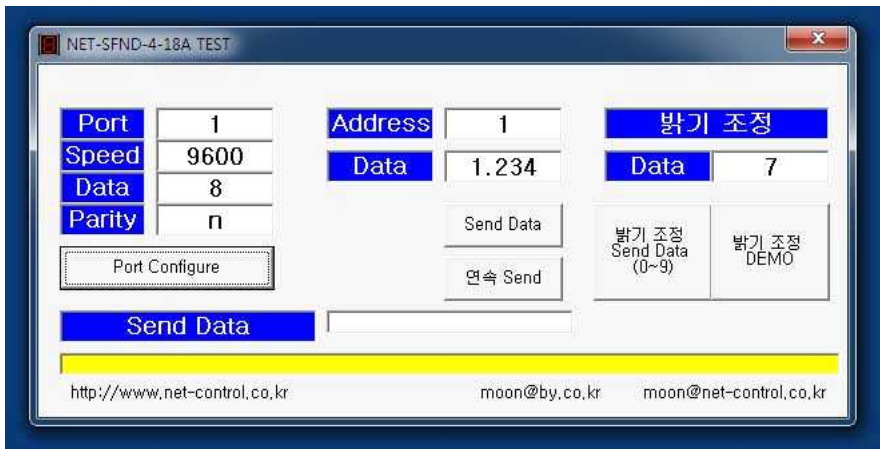 NET-SFND-4-18A TEST
Port 1
Speed 9600
Data 8
Parity n
Port Configure
Address 1
Data 1.234
Send Data
연속 Send
밝기 조정
Data 7
밝기 조정
Send Data
(0~9)
밝기 조정
DEMO
Send Data
http://www.net-control.co.kr
moon@by.co.kr
moon@net-control.co.kr